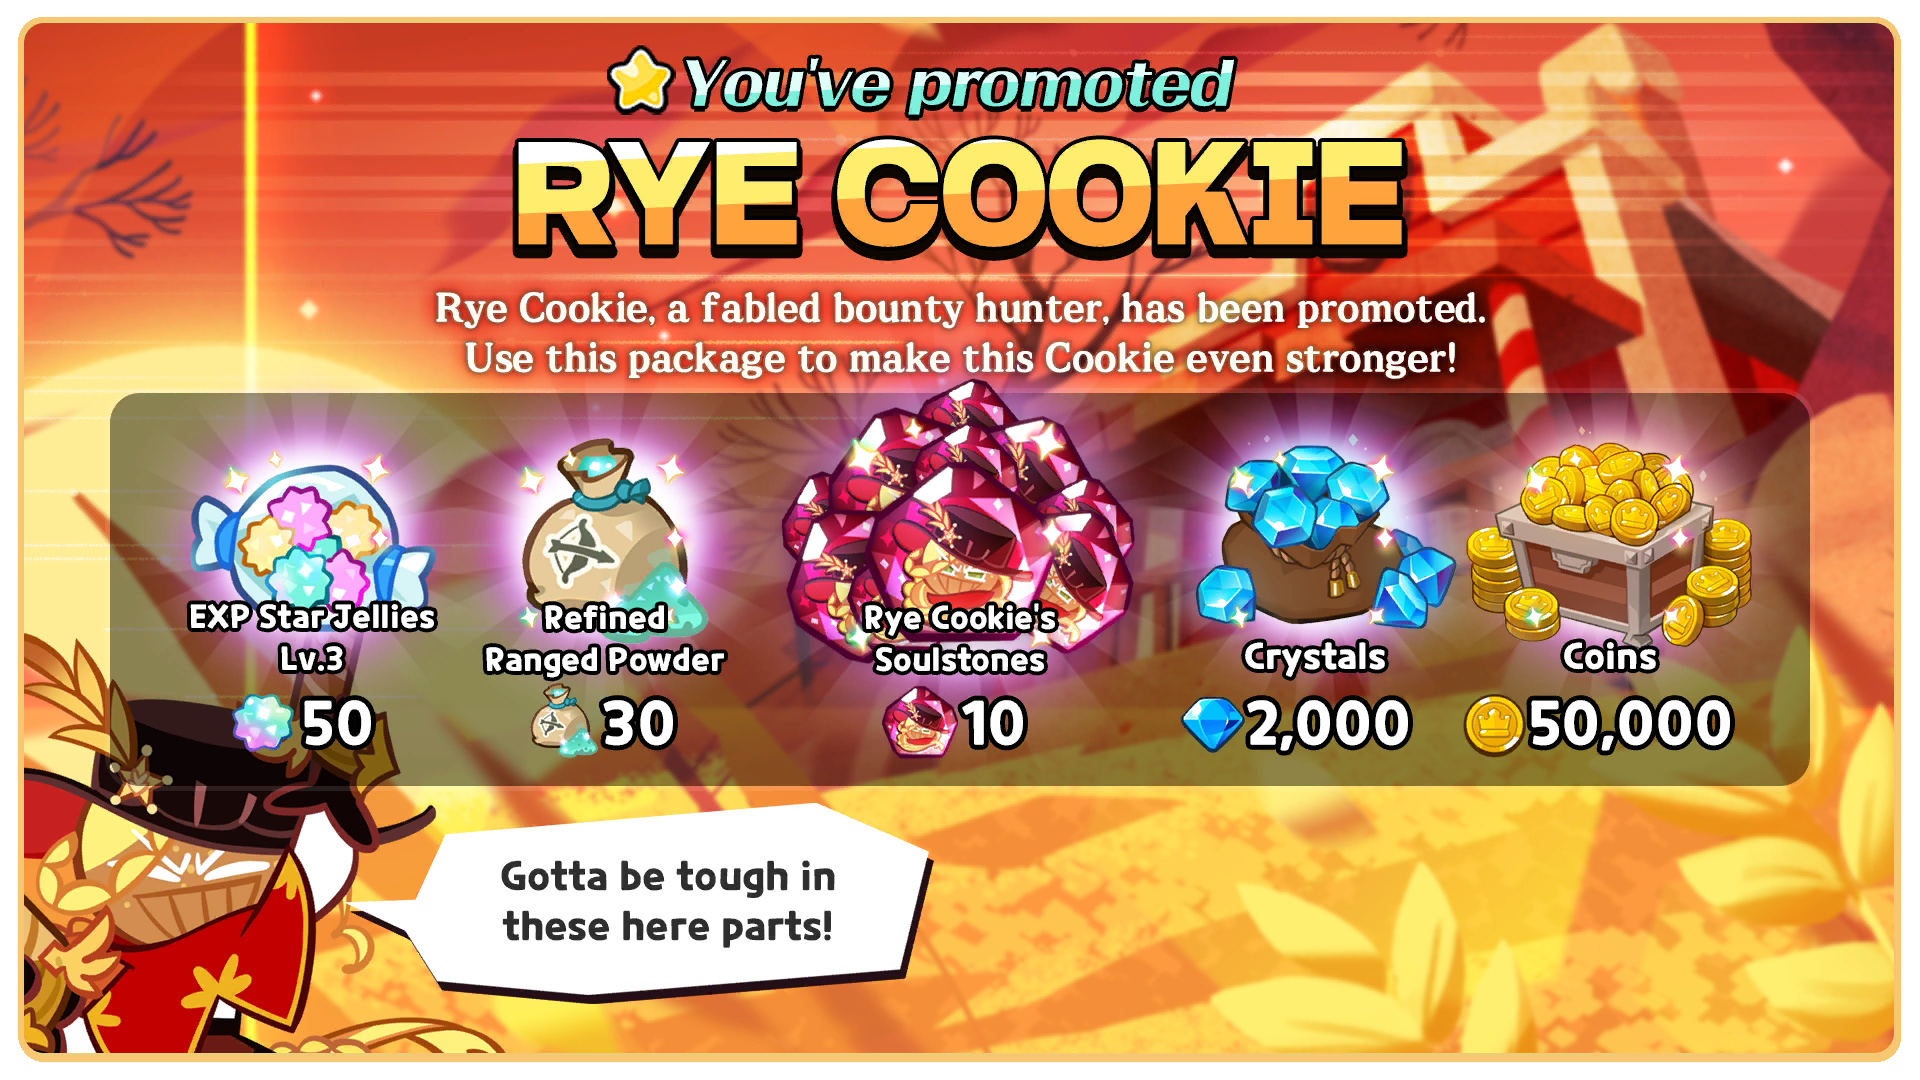 You've promoted
RYE COOKIE
Rye Cookie, a fabled bounty hunter, has been promoted.
Use this package to make this Cookie even stronger!
EXP Star Jellies
Lv.3
50
Refined
Ranged Powder
30
Rye Cookie's
Soulstones
10
Crystals
2,000
Coins
50,000
Gotta be tough in
these here parts!